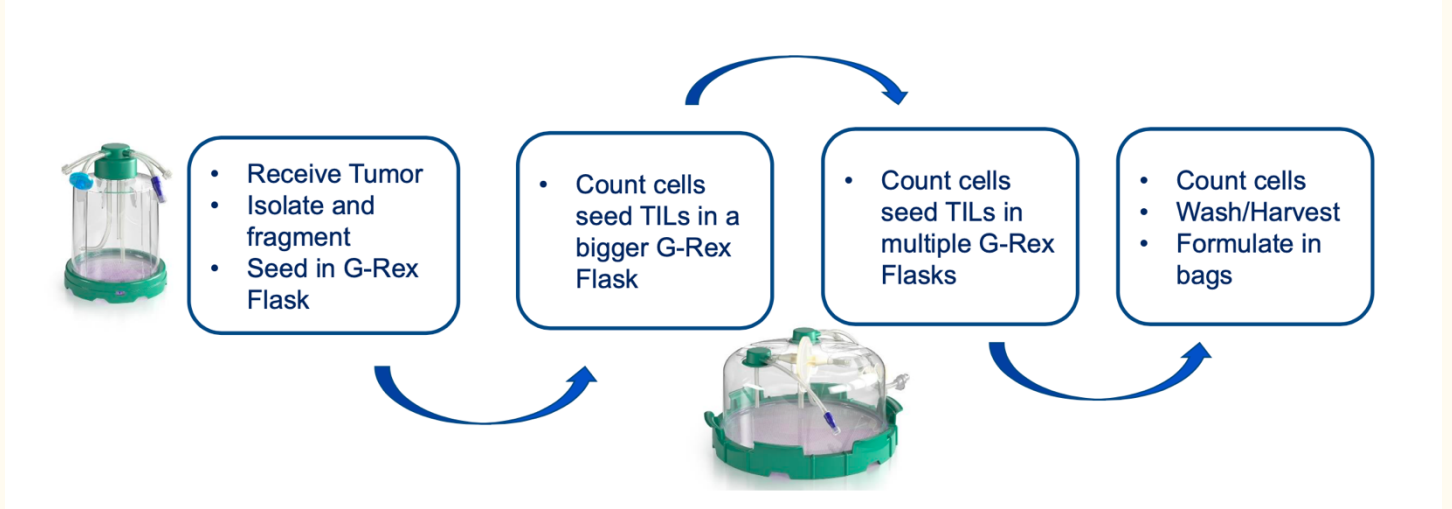 • Receive Tumor
• Isolate and
fragment
• Seed in G-Rex
Flask
• Count cells
seed TILs in a
bigger G-Rex
Flask
• Count cells
seed TILs in
multiple G-Rex
Flasks
• Count cells
• Wash/Harvest
• Formulate in
bags